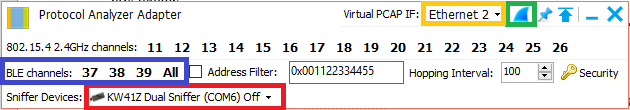 Protocol Analyzer Adapter Virtual PCAP IF: Ethernet 2
802.15.4 2.4GHz channels: 11 12 13 14 15 16 17 18 19 20 21 22 23 24 25 26
BLE channels: 37 38 39 All Address Filter: 0x001122334455 Hopping Interval: 100 Security
Sniffer Devices: KW41Z Dual Sniffer (COM6) Off